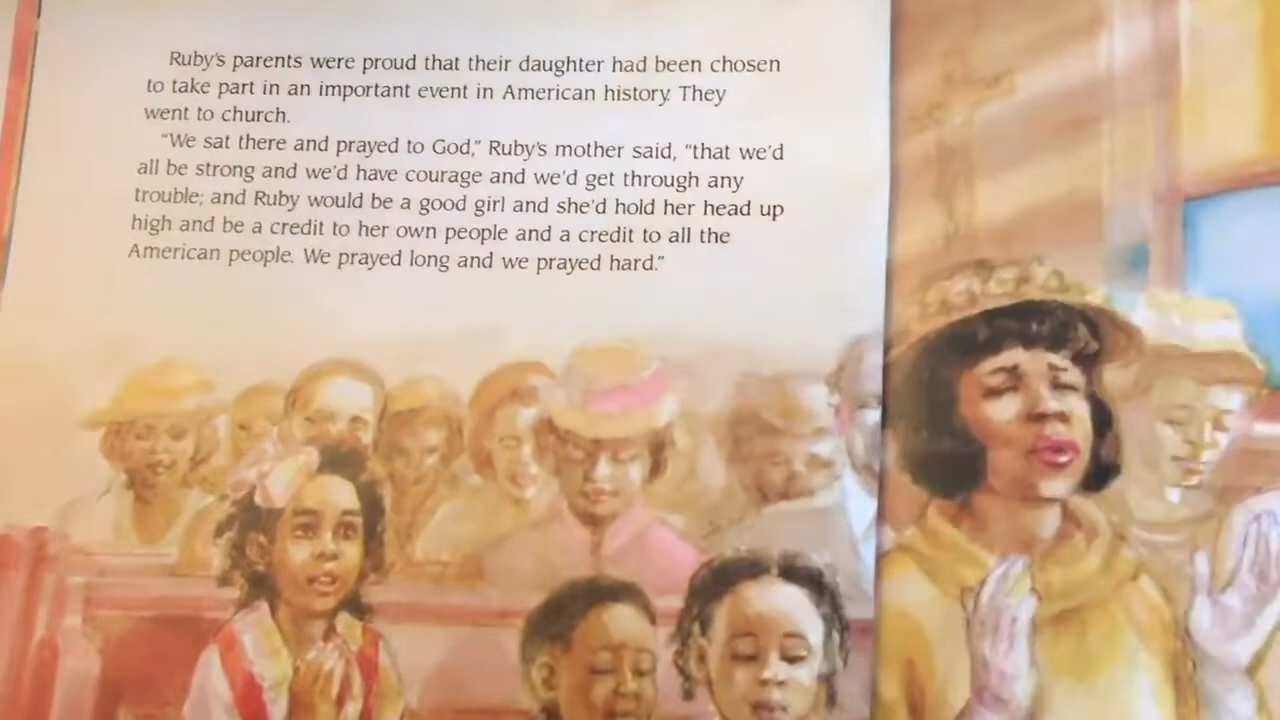 Ruby's parents were proud that their daughter had been chosen
to take part in an important event in American history. They
went to church.
"We sat there and prayed to God," Ruby's mother said, "that we'd
all be strong and we'd have courage and we'd get through any
trouble; and Ruby would be a good girl and she'd hold her head up
high and be a credit to her own people and a credit to all the
American people. We prayed long and we prayed hard."